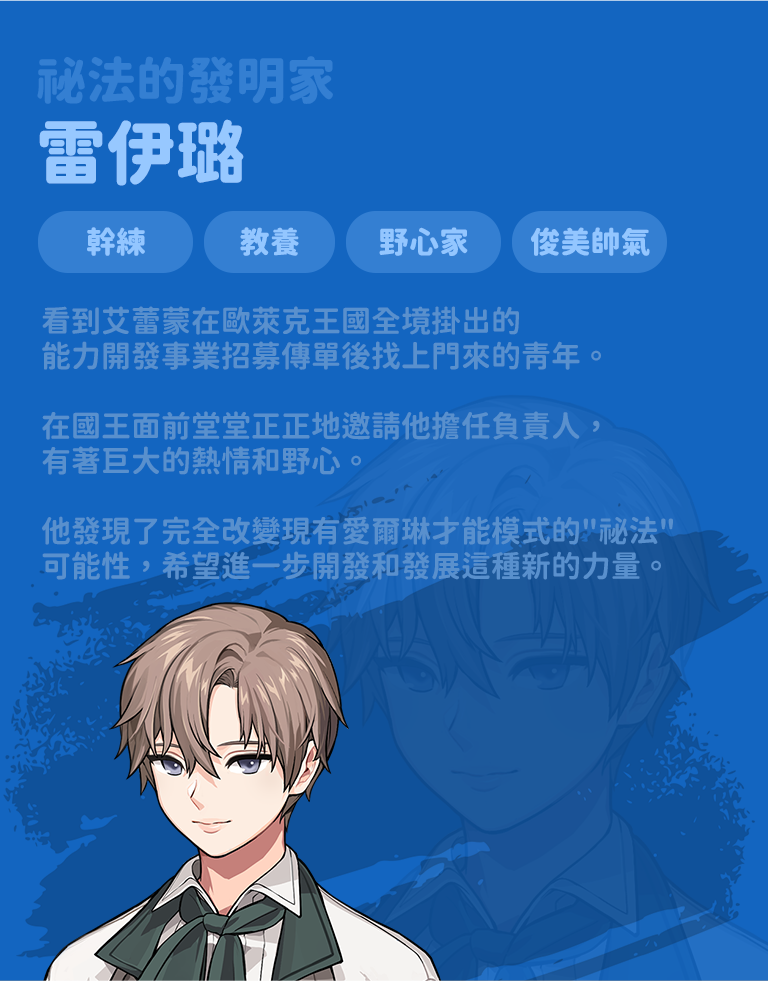 祕法的發明家
雷伊璐
幹練 教養 野心家 俊美帥氣
看到艾蕾蒙在歐萊克王國全境掛出的
能力開發事業招募傳單後找上門來的靑年。
在國王面前堂堂正正地邀請他擔任負責人，
有著巨大的熱情和野心。
他發現了完全改變現有愛爾琳才能模式的"祕法"
可能性，希望進一步開發和發展這種新的力量。